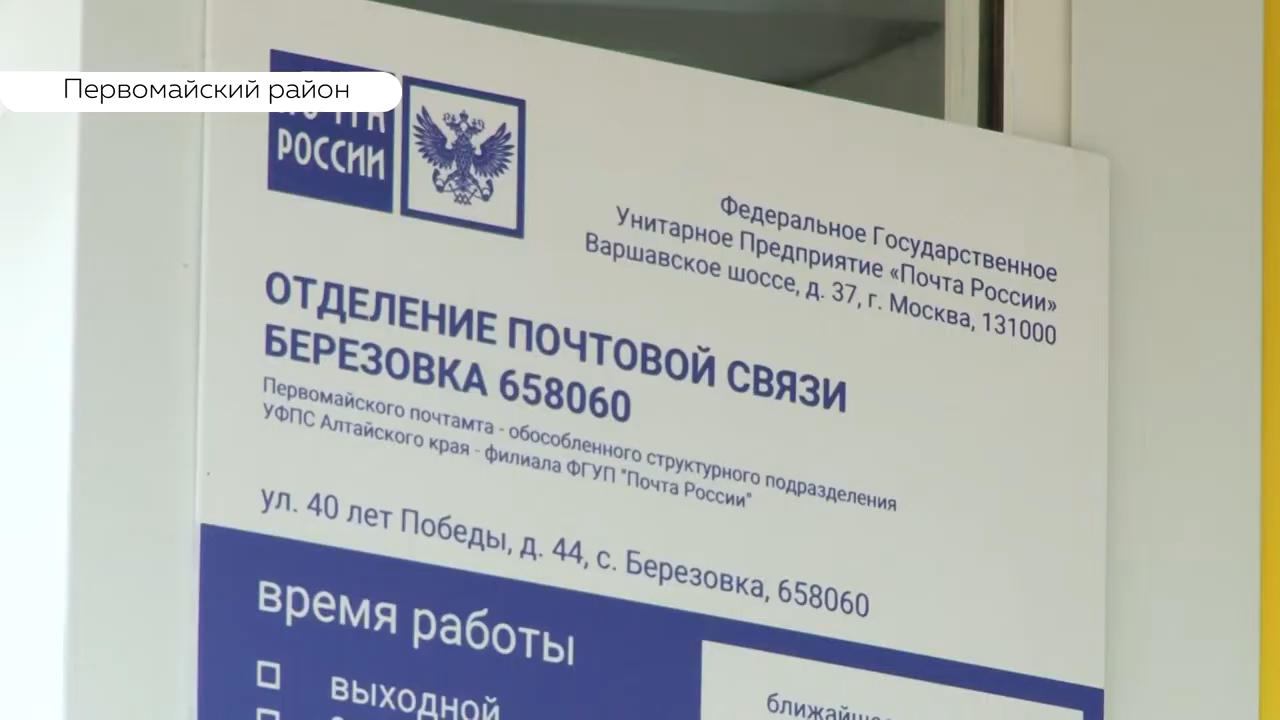 Первомайский район
РОССИИ
Федеральное Государственное
Унитарное Предприятие «Почта России»
Варшавское шоссе, д. 37, г. Москва, 131000
ОТДЕЛЕНИЕ ПОЧТОВОЙ СВЯЗИ
БЕРЕЗОВКА 658060
Первомайского почтамта - обособленного структурного подразделения
УФПС Алтайского края - филиала ФГУП "Почта России"
ул. 40 лет Победы, д. 44, с. Березовка, 658060
время работы
выходной